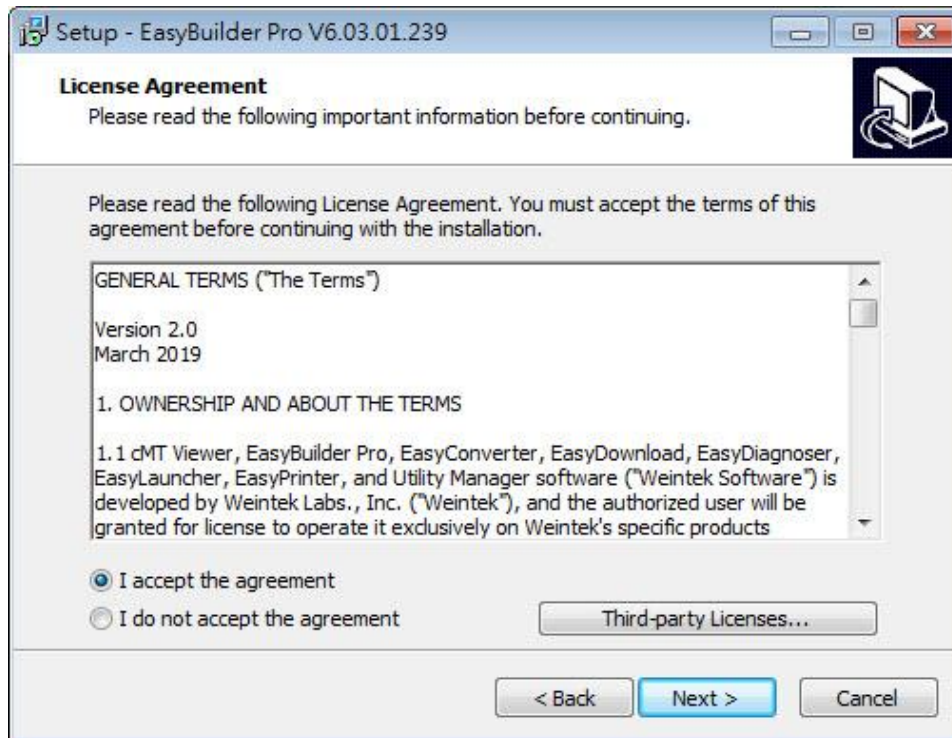 Setup - EasyBuilder Pro V6.03.01.239
License Agreement
Please read the following important information before continuing.
Please read the following License Agreement. You must accept the terms of this
agreement before continuing with the installation.
GENERAL TERMS ("The Terms")
Version 2.0
March 2019
1. OWNERSHIP AND ABOUT THE TERMS
1.1 cMT Viewer, EasyBuilder Pro, EasyConverter, EasyDownload, EasyDiagnoser,
EasyLauncher, EasyPrinter, and Utility Manager software ("Weintek Software") is
developed by Weintek Labs., Inc. ("Weintek"), and the authorized user will be
granted for license to operate it exclusively on Weintek's specific products
I accept the agreement
I do not accept the agreement
Third-party Licenses...
< Back
Next >
Cancel